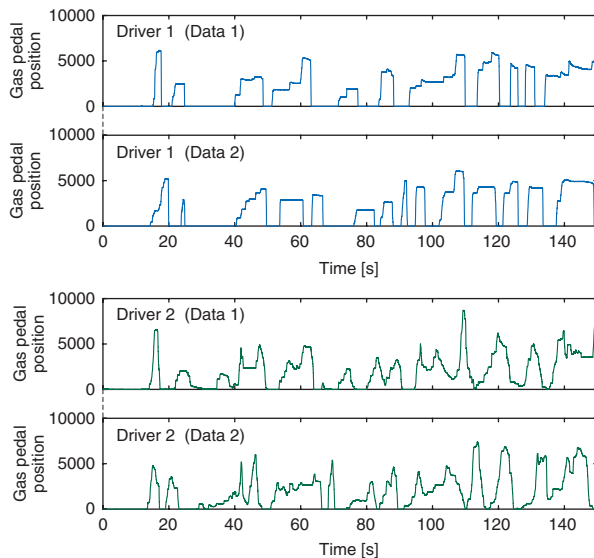 10000
Driver 1 (Data 1)
Gas pedal
position
5000
0
10000
Driver 1 (Data 2)
Gas pedal
position
5000
0
0 20 40 60 80 100 120 140
Time [s]
10000
Driver 2 (Data 1)
Gas pedal
position
5000
0
10000
Driver 2 (Data 2)
Gas pedal
position
5000
0
0 20 40 60 80 100 120 140
Time [s]